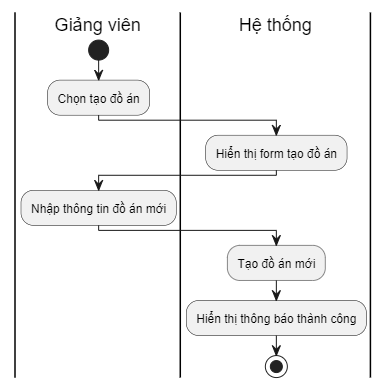 Giảng viên
Hệ thống
Chọn tạo đồ án
Hiển thị form tạo đồ án
Nhập thông tin đồ án mới
Tạo đồ án mới
Hiển thị thông báo thành công